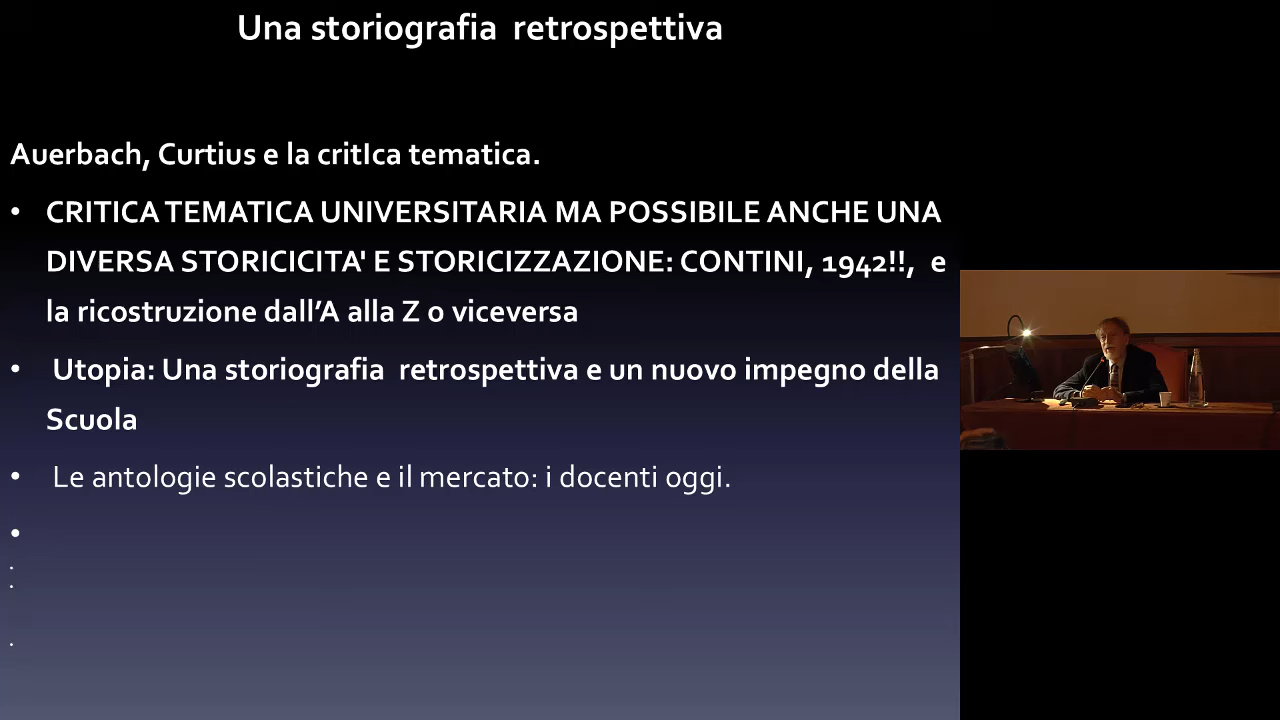 Una storiografia retrospettiva
Auerbach, Curtius e la critIca tematica.
• CRITICA TEMATICA UNIVERSITARIA MA POSSIBILE ANCHE UNA
DIVERSA STORICICITA' E STORICIZZAZIONE: CONTINI, 1942!!, e
la ricostruzione dall’A alla Z o viceversa
• Utopia: Una storiografia retrospettiva e un nuovo impegno della
Scuola
• Le antologie scolastiche e il mercato: i docenti oggi.